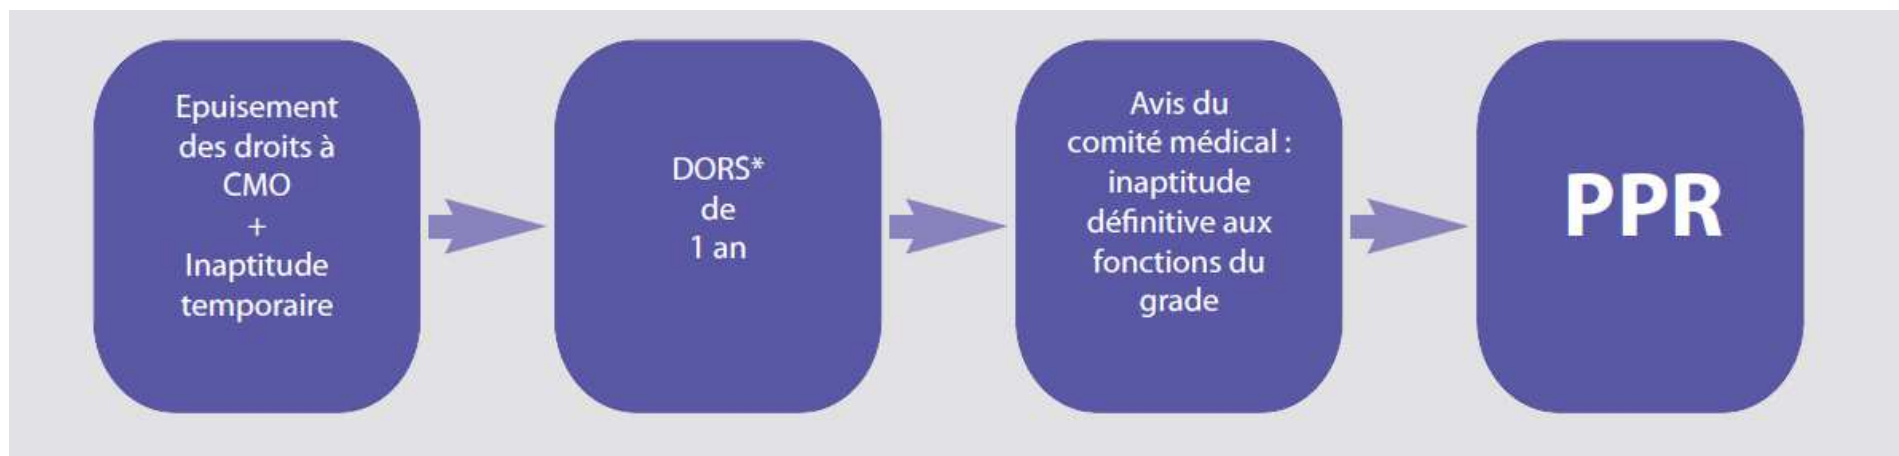 Epuisement
des droits à
CMO
+
Inaptitude
temporaire
DORS*
de
1 an
Avis du
comité médical :
inaptitude
définitive aux
fonctions du
grade
PPR